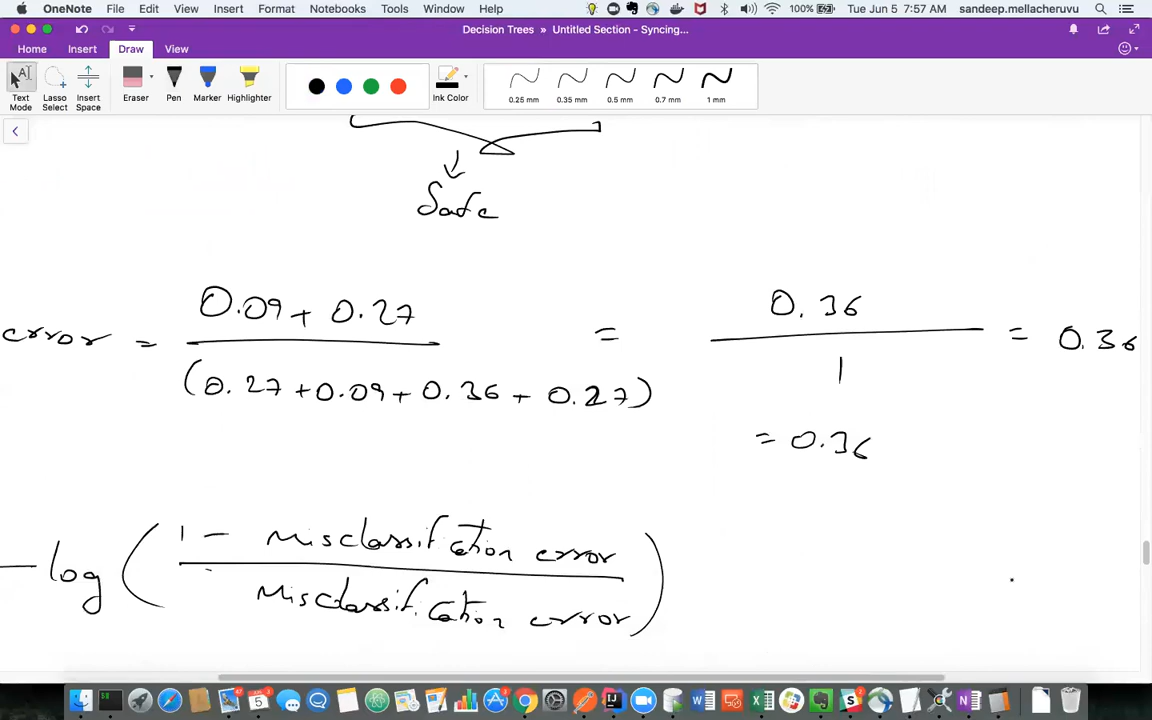 OneNote File Edit View Insert Format Notebooks Tools Window Help 100% Tue Jun 5 7:57 AM sandeep.mellacheruvu
Decision Trees » Untitled Section - Syncing...
Home Insert Draw View
Text Mode Lasso Select Insert Space Eraser Pen Marker Highlighter Ink Color 0.25 mm 0.35 mm 0.5 mm 0.7 mm 1 mm
Safe
0.09 + 0.27 0.36
error = = = 0.36
(0.27 + 0.09 + 0.36 + 0.27) 1
= 0.36
1 - misclassification error
- log ( )
misclassification error